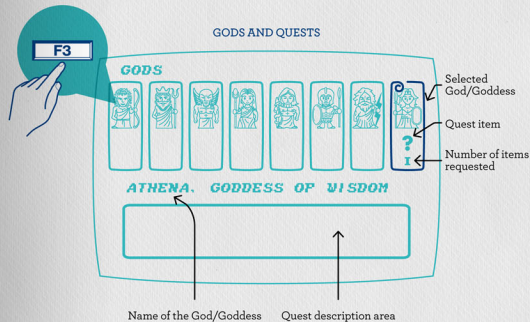 GODS AND QUESTS
F3
GODS
Selected
God/Goddess
Quest item
?
Number of items
requested
I
ATHENA, GODDESS OF WISDOM
Name of the God/Goddess
Quest description area